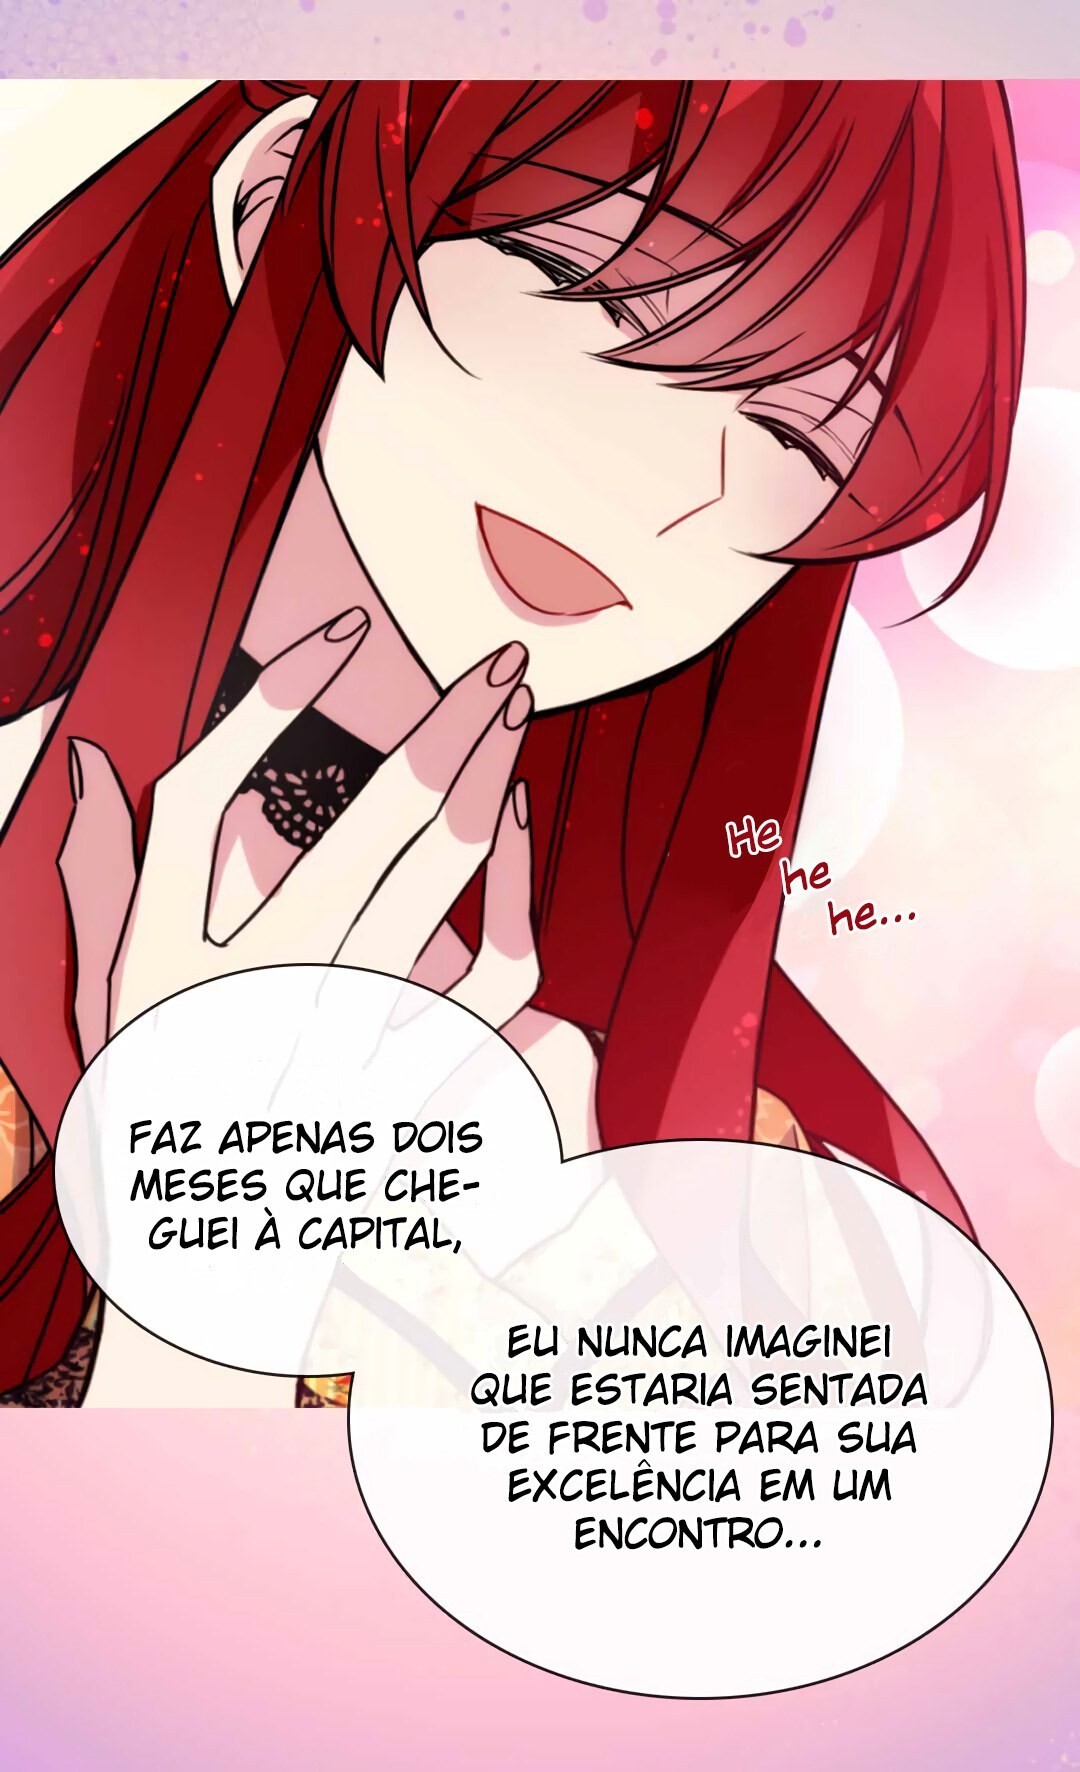 He
he
he...
FAZ APENAS DOIS
MESES QUE CHE-
GUEI À CAPITAL,
EU NUNCA IMAGINEI
QUE ESTARIA SENTADA
DE FRENTE PARA SUA
EXCELÊNCIA EM UM
ENCONTRO...